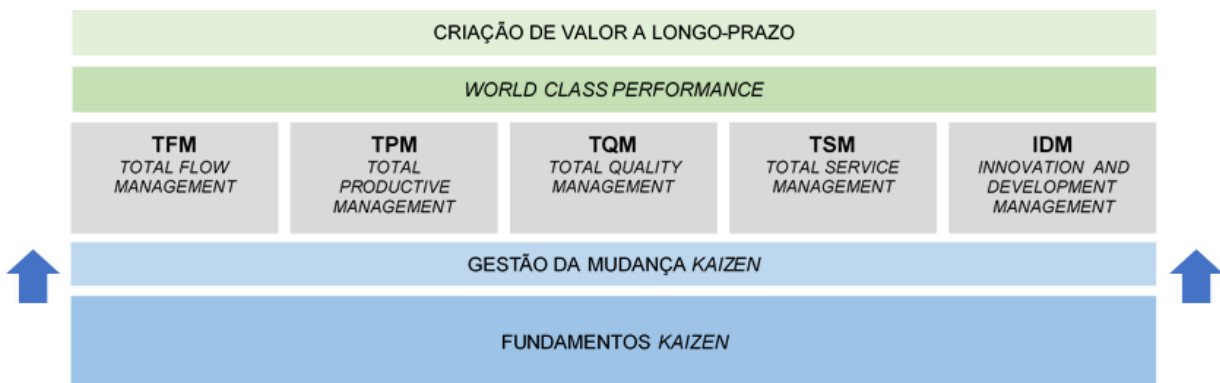 CRIAÇÃO DE VALOR A LONGO-PRAZO
WORLD CLASS PERFORMANCE
TFM
TOTAL FLOW
MANAGEMENT
TPM
TOTAL
PRODUCTIVE
MANAGEMENT
TQM
TOTAL QUALITY
MANAGEMENT
TSM
TOTAL SERVICE
MANAGEMENT
IDM
INNOVATION AND
DEVELOPMENT
MANAGEMENT
GESTÃO DA MUDANÇA KAIZEN
FUNDAMENTOS KAIZEN